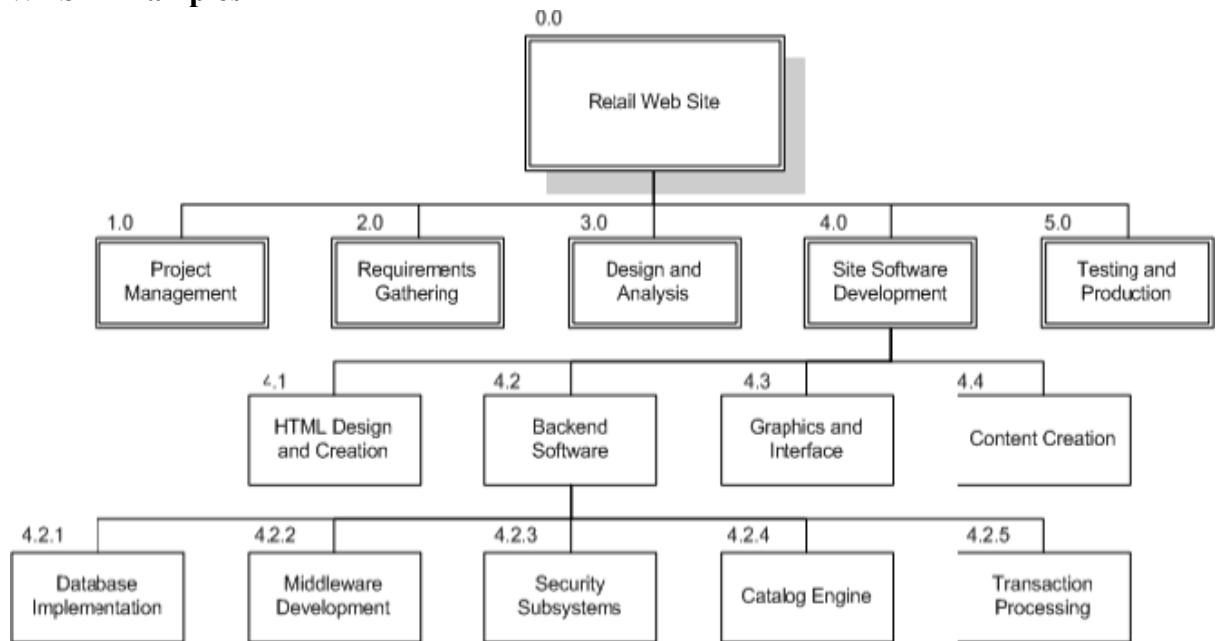 0.0
Retail Web Site
1.0
2.0
3.0
4.0
5.0
Project
Management
Requirements
Gathering
Design and
Analysis
Site Software
Development
Testing and
Production
4.1
4.2
4.3
4.4
HTML Design
and Creation
Backend
Software
Graphics and
Interface
Content Creation
4.2.1
4.2.2
4.2.3
4.2.4
4.2.5
Database
Implementation
Middleware
Development
Security
Subsystems
Catalog Engine
Transaction
Processing